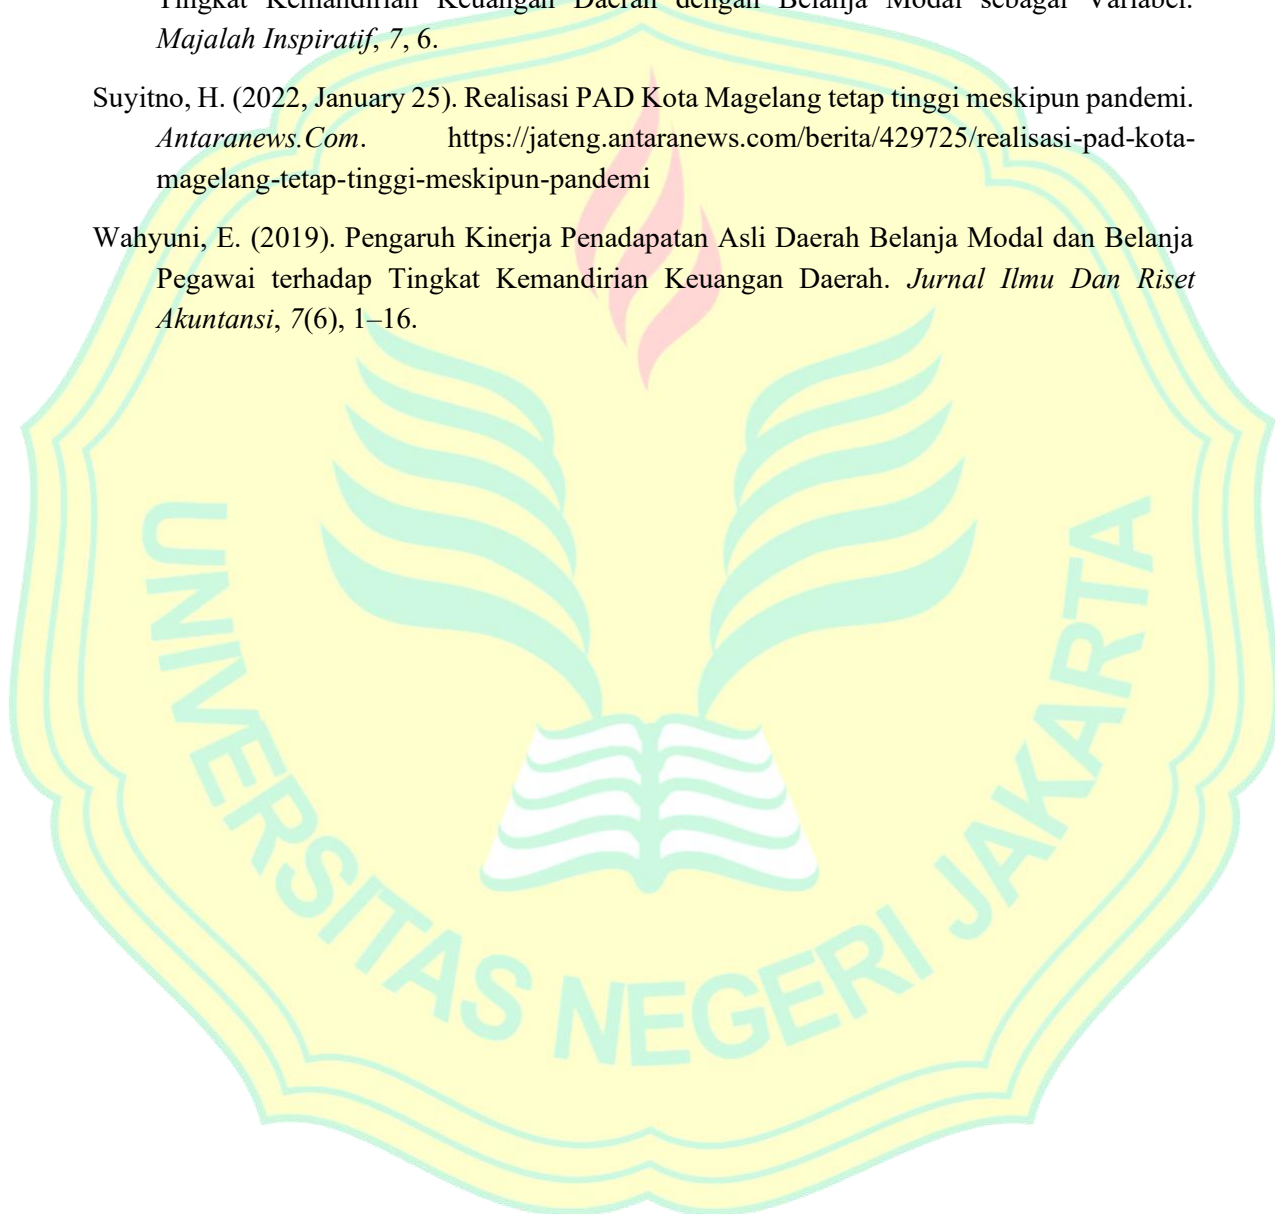 Tingkat Kemandirian Keuangan Daerah dengan Belanja Modal sebagai Variabel.
Majalah Inspiratif, 7, 6.
Suyitno, H. (2022, January 25). Realisasi PAD Kota Magelang tetap tinggi meskipun pandemi.
Antaranews.Com. https://jateng.antaranews.com/berita/429725/realisasi-pad-kota-
magelang-tetap-tinggi-meskipun-pandemi
Wahyuni, E. (2019). Pengaruh Kinerja Penadapatan Asli Daerah Belanja Modal dan Belanja
Pegawai terhadap Tingkat Kemandirian Keuangan Daerah. Jurnal Ilmu Dan Riset
Akuntansi, 7(6), 1–16.
UNIVERSITAS NEGERI JAKARTA